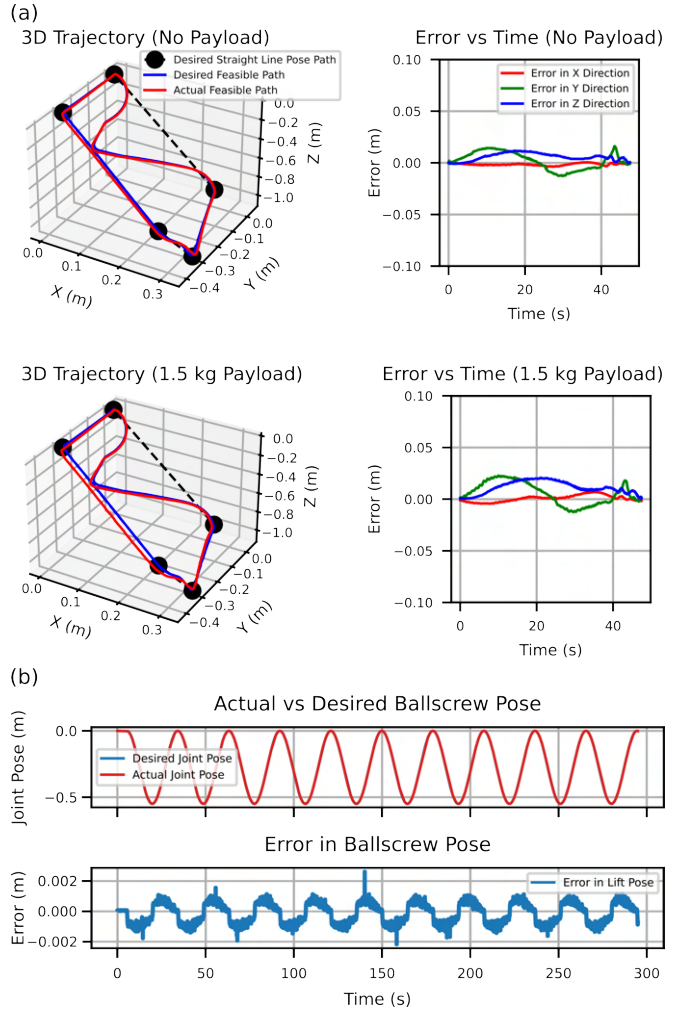 (a)
3D Trajectory (No Payload)
Desired Straight Line Pose Path
Desired Feasible Path
Actual Feasible Path
0.0
−0.2
−0.4
−0.6
−0.8
−1.0
Z (m)
0.0
−0.1
−0.2
−0.3
−0.4
Y (m)
0.0
0.1
0.2
0.3
X (m)
Error vs Time (No Payload)
Error in X Direction
Error in Y Direction
Error in Z Direction
0.10
0.05
0.00
−0.05
−0.10
Error (m)
0
20
40
Time (s)
3D Trajectory (1.5 kg Payload)
0.0
−0.2
−0.4
−0.6
−0.8
−1.0
Z (m)
0.0
−0.1
−0.2
−0.3
−0.4
Y (m)
0.0
0.1
0.2
0.3
X (m)
Error vs Time (1.5 kg Payload)
0.10
0.05
0.00
−0.05
−0.10
Error (m)
0
20
40
Time (s)
(b)
Actual vs Desired Ballscrew Pose
0.0
−0.5
Joint Pose (m)
Desired Joint Pose
Actual Joint Pose
Error in Ballscrew Pose
0.002
0.000
−0.002
Error (m)
Error in Lift Pose
0
50
100
150
200
250
300
Time (s)